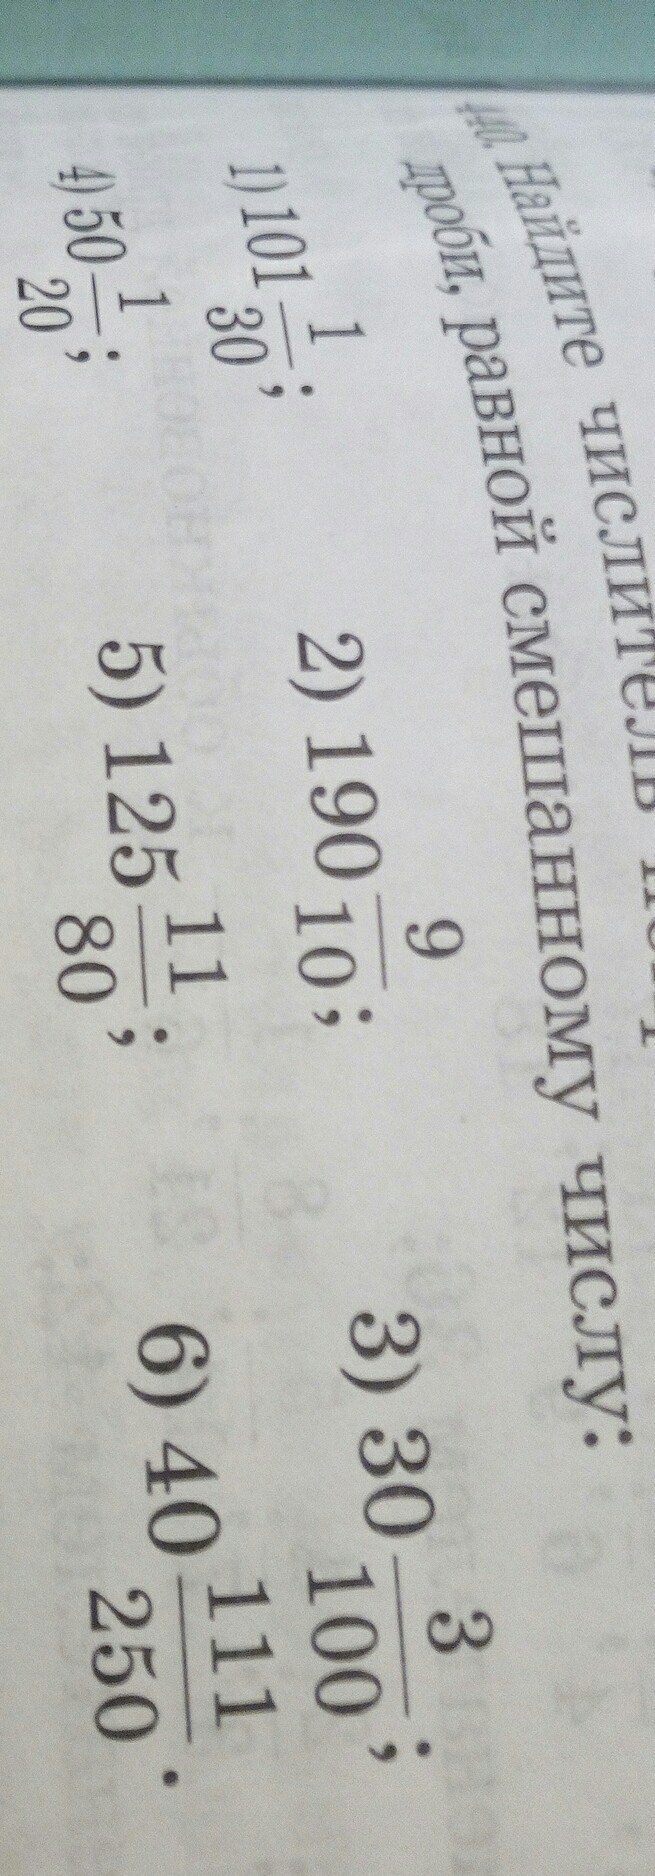 440. Найдите числитель
дроби, равной смешанному числу:
1) 101 1/30; 2) 190 9/10; 3) 30 3/100;
4) 50 1/20; 5) 125 11/80; 6) 40 111/250.